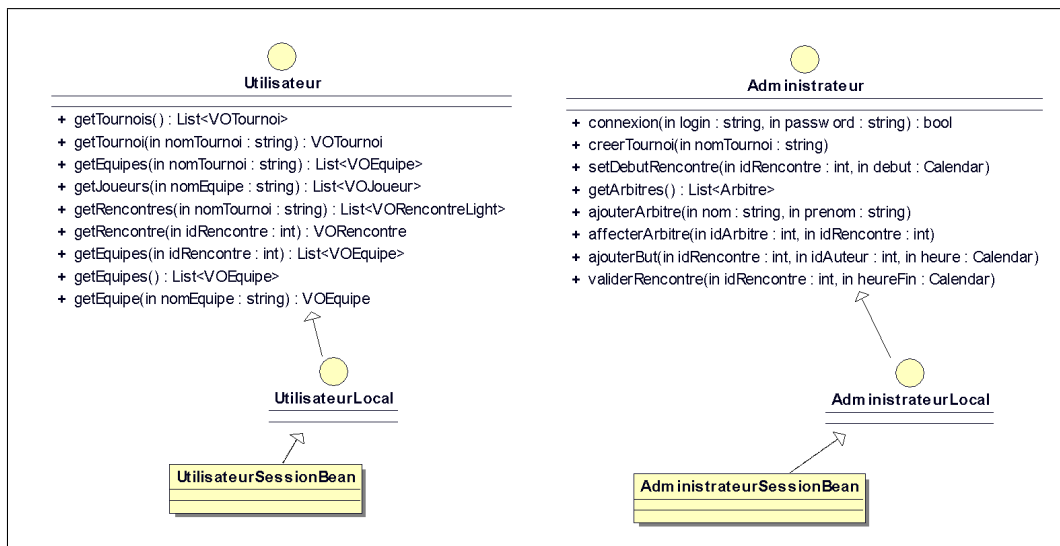 Utilisateur
+ getTournois() : List<VOTournoi>
+ getTournoi(in nomTournoi : string) : VOTournoi
+ getEquipes(in nomTournoi : string) : List<VOEquipe>
+ getJoueurs(in nomEquipe : string) : List<VOJoueur>
+ getRencontres(in nomTournoi : string) : List<VORencontreLight>
+ getRencontre(in idRencontre : int) : VORencontre
+ getEquipes(in idRencontre : int) : List<VOEquipe>
+ getEquipes() : List<VOEquipe>
+ getEquipe(in nomEquipe : string) : VOEquipe
UtilisateurLocal
UtilisateurSessionBean
Administrateur
+ connexion(in login : string, in password : string) : bool
+ creerTournoi(in nomTournoi : string)
+ setDebutRencontre(in idRencontre : int, in debut : Calendar)
+ getArbitres() : List<Arbitre>
+ ajouterArbitre(in nom : string, in prenom : string)
+ affecterArbitre(in idArbitre : int, in idRencontre : int)
+ ajouterBut(in idRencontre : int, in idAuteur : int, in heure : Calendar)
+ validerRencontre(in idRencontre : int, in heureFin : Calendar)
AdministrateurLocal
AdministrateurSessionBean